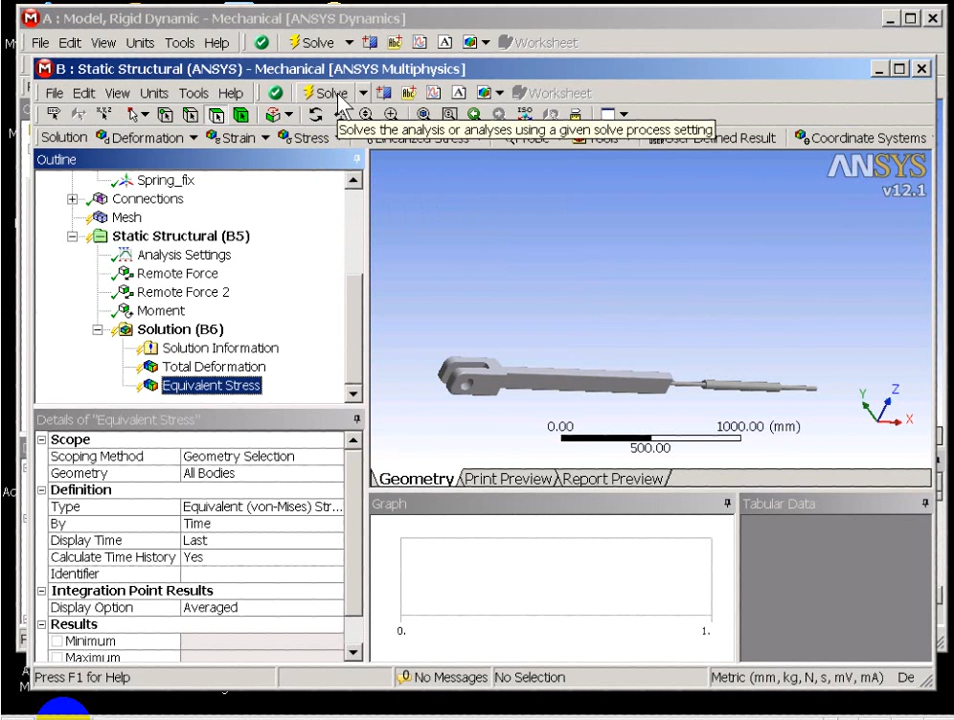 A : Model, Rigid Dynamic - Mechanical [ANSYS Dynamics]
File Edit View Units Tools Help Solve Worksheet
B : Static Structural (ANSYS) - Mechanical [ANSYS Multiphysics]
File Edit View Units Tools Help Solve Worksheet
ISO
Solves the analysis or analyses using a given solve process setting
Solution Deformation Strain Stress Coordinate Systems
Outline
ANSYS
v12.1
Spring_fix
Connections
Mesh
Static Structural (B5)
Analysis Settings
Remote Force
Remote Force 2
Moment
Solution (B6)
Solution Information
Total Deformation
Equivalent Stress
Y Z X
0.00 1000.00 (mm)
500.00
Geometry Print Preview Report Preview
Details of "Equivalent Stress"
Scope
Scoping Method Geometry Selection
Geometry All Bodies
Definition
Type Equivalent (von-Mises) Str...
By Time
Display Time Last
Calculate Time History Yes
Identifier
Integration Point Results
Display Option Averaged
Results
Minimum
Maximum
Graph
0. 1.
Tabular Data
Press F1 for Help 0 No Messages No Selection Metric (mm, kg, N, s, mV, mA) De